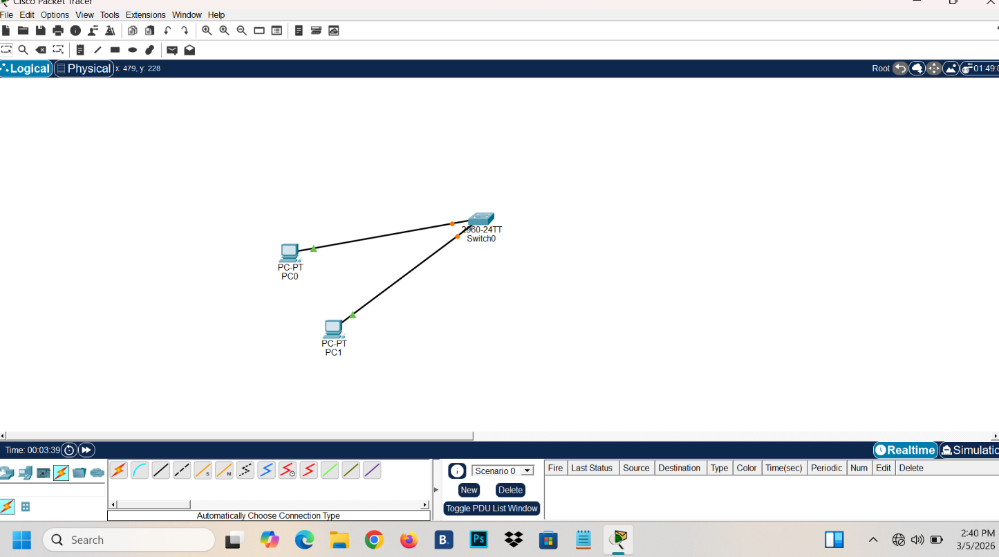 Cisco Packet Tracer
File Edit Options View Tools Extensions Window Help
Logical Physical x: 479, y: 228 Root 01:49:0
2960-24TT
Switch0
PC-PT
PC0
PC-PT
PC1
Time: 00:03:39 Realtime Simulatio
Scenario 0 Fire Last Status Source Destination Type Color Time(sec) Periodic Num Edit Delete
S M
New Delete
Toggle PDU List Window
Automatically Choose Connection Type
Search B. Ps 2:40 PM
3/5/2026